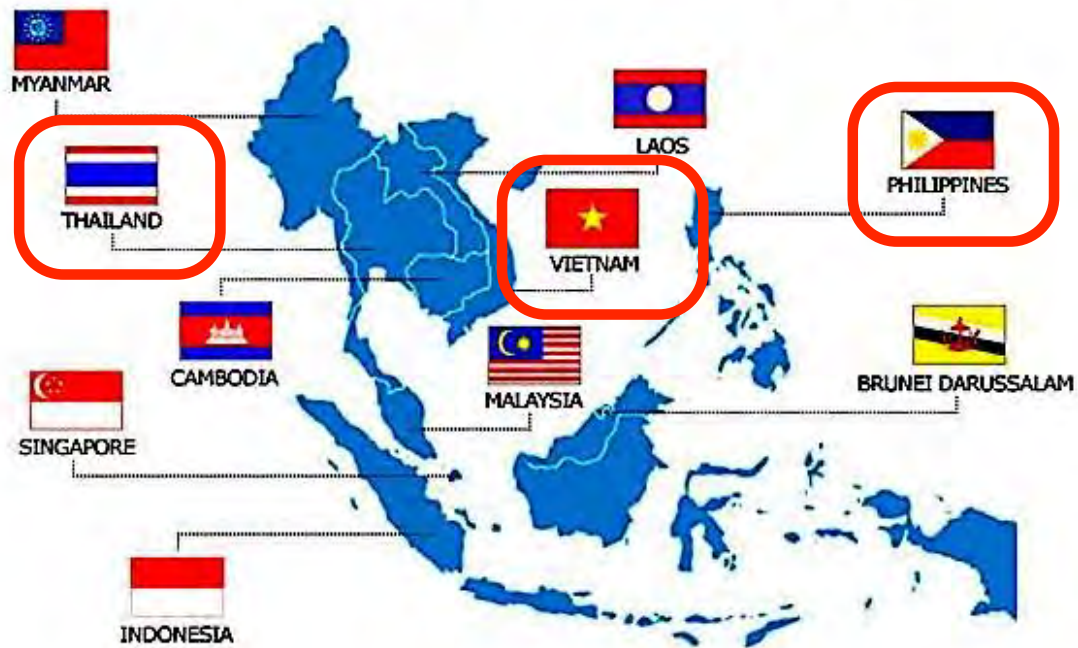 MYANMAR
LAOS
THAILAND
PHILIPPINES
VIETNAM
CAMBODIA
MALAYSIA
BRUNEI DARUSSALAM
SINGAPORE
INDONESIA